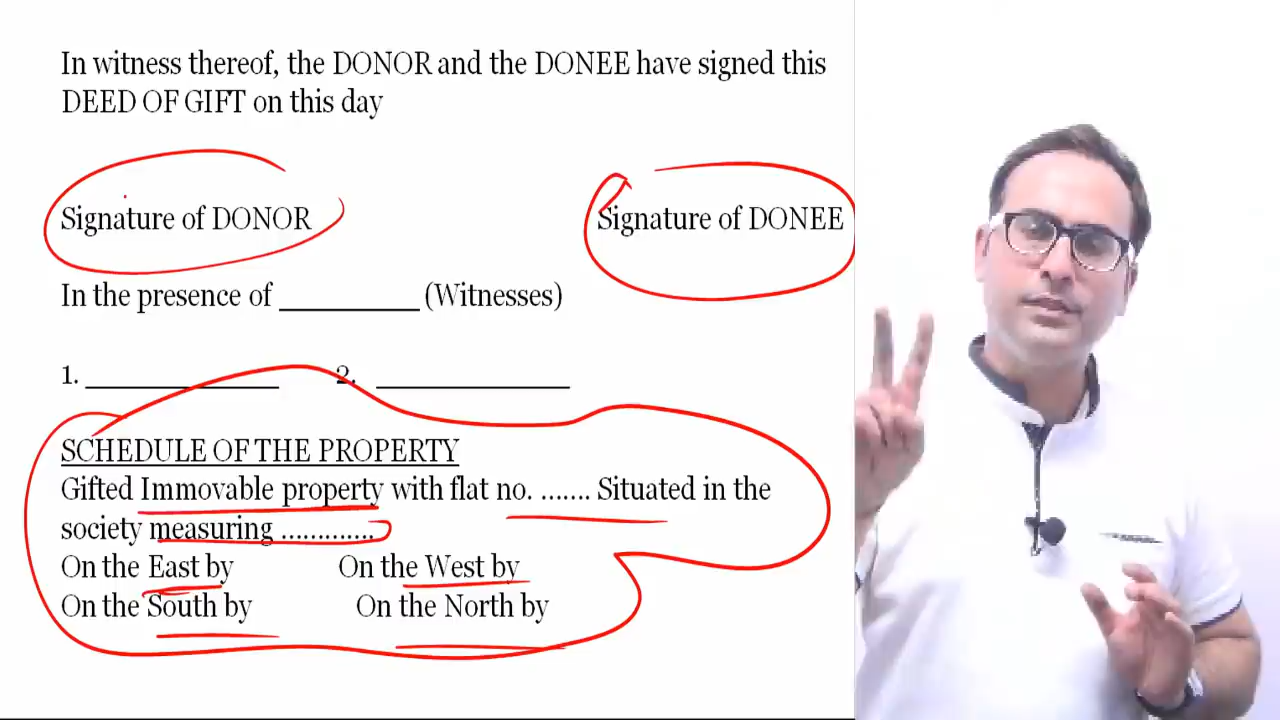 In witness thereof, the DONOR and the DONEE have signed this
DEED OF GIFT on this day
Signature of DONOR Signature of DONEE
In the presence of __________ (Witnesses)
1. ______________ 2. ______________
SCHEDULE OF THE PROPERTY
Gifted Immovable property with flat no. ....... Situated in the
society measuring .............
On the East by On the West by
On the South by On the North by